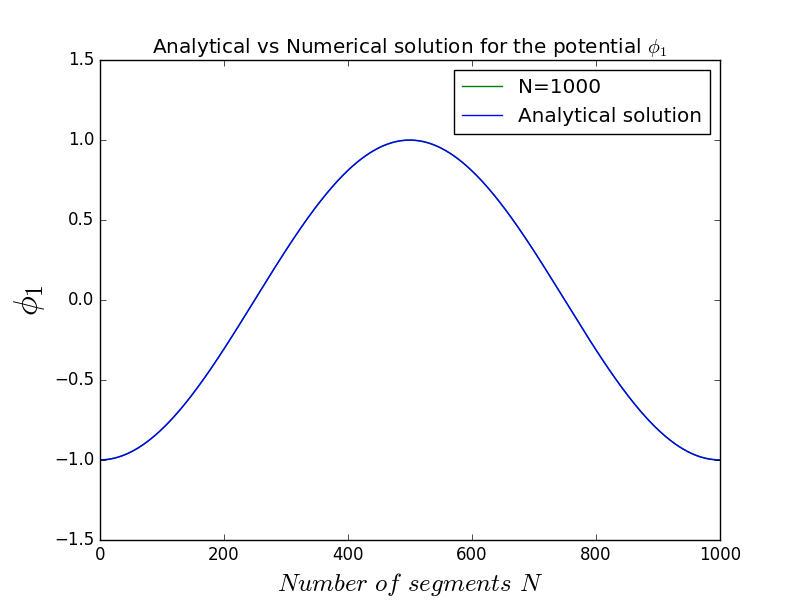 Analytical vs Numerical solution for the potential ϕ₁
N=1000
Analytical solution
1.5
1.0
0.5
0.0
−0.5
−1.0
−1.5
ϕ₁
0 200 400 600 800 1000
Number of segments N